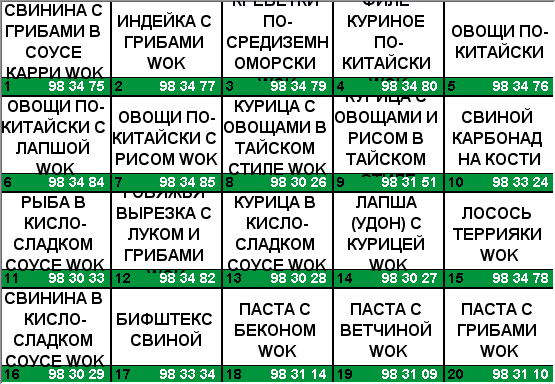 СВИНИНА С
ГРИБАМИ В
СОУСЕ
КАРРИ WOK
1 98 34 75
ИНДЕЙКА С
ГРИБАМИ
WOK
2 98 34 77
КРЕВЕТКИ
ПО-
СРЕДИЗЕМН
ОМОРСКИ
3 98 34 79
ФИЛЕ
КУРИНОЕ
ПО-
КИТАЙСКИ
4 98 34 80
ОВОЩИ ПО-
КИТАЙСКИ
5 98 34 76
ОВОЩИ ПО-
КИТАЙСКИ С
ЛАПШОЙ
WOK
6 98 34 84
ОВОЩИ ПО-
КИТАЙСКИ С
РИСОМ WOK
7 98 34 85
КУРИЦА С
ОВОЩАМИ В
ТАЙСКОМ
СТИЛЕ WOK
8 98 30 26
КУРИЦА С
ОВОЩАМИ И
РИСОМ В
ТАЙСКОМ
СТИЛЕ
9 98 31 51
СВИНОЙ
КАРБОНАД
НА КОСТИ
10 98 33 24
РЫБА В
КИСЛО-
СЛАДКОМ
СОУСЕ WOK
11 98 30 33
ГОВЯЖЬЯ
ВЫРЕЗКА С
ЛУКОМ И
ГРИБАМИ
12 98 34 82
КУРИЦА В
КИСЛО-
СЛАДКОМ
СОУСЕ WOK
13 98 30 28
ЛАПША
(УДОН) С
КУРИЦЕЙ
WOK
14 98 30 27
ЛОСОСЬ
ТЕРРИЯКИ
WOK
15 98 34 78
СВИНИНА В
КИСЛО-
СЛАДКОМ
СОУСЕ WOK
16 98 30 29
БИФШТЕКС
СВИНОЙ
17 98 33 34
ПАСТА С
БЕКОНОМ
WOK
18 98 31 14
ПАСТА С
ВЕТЧИНОЙ
WOK
19 98 31 09
ПАСТА С
ГРИБАМИ
WOK
20 98 31 10